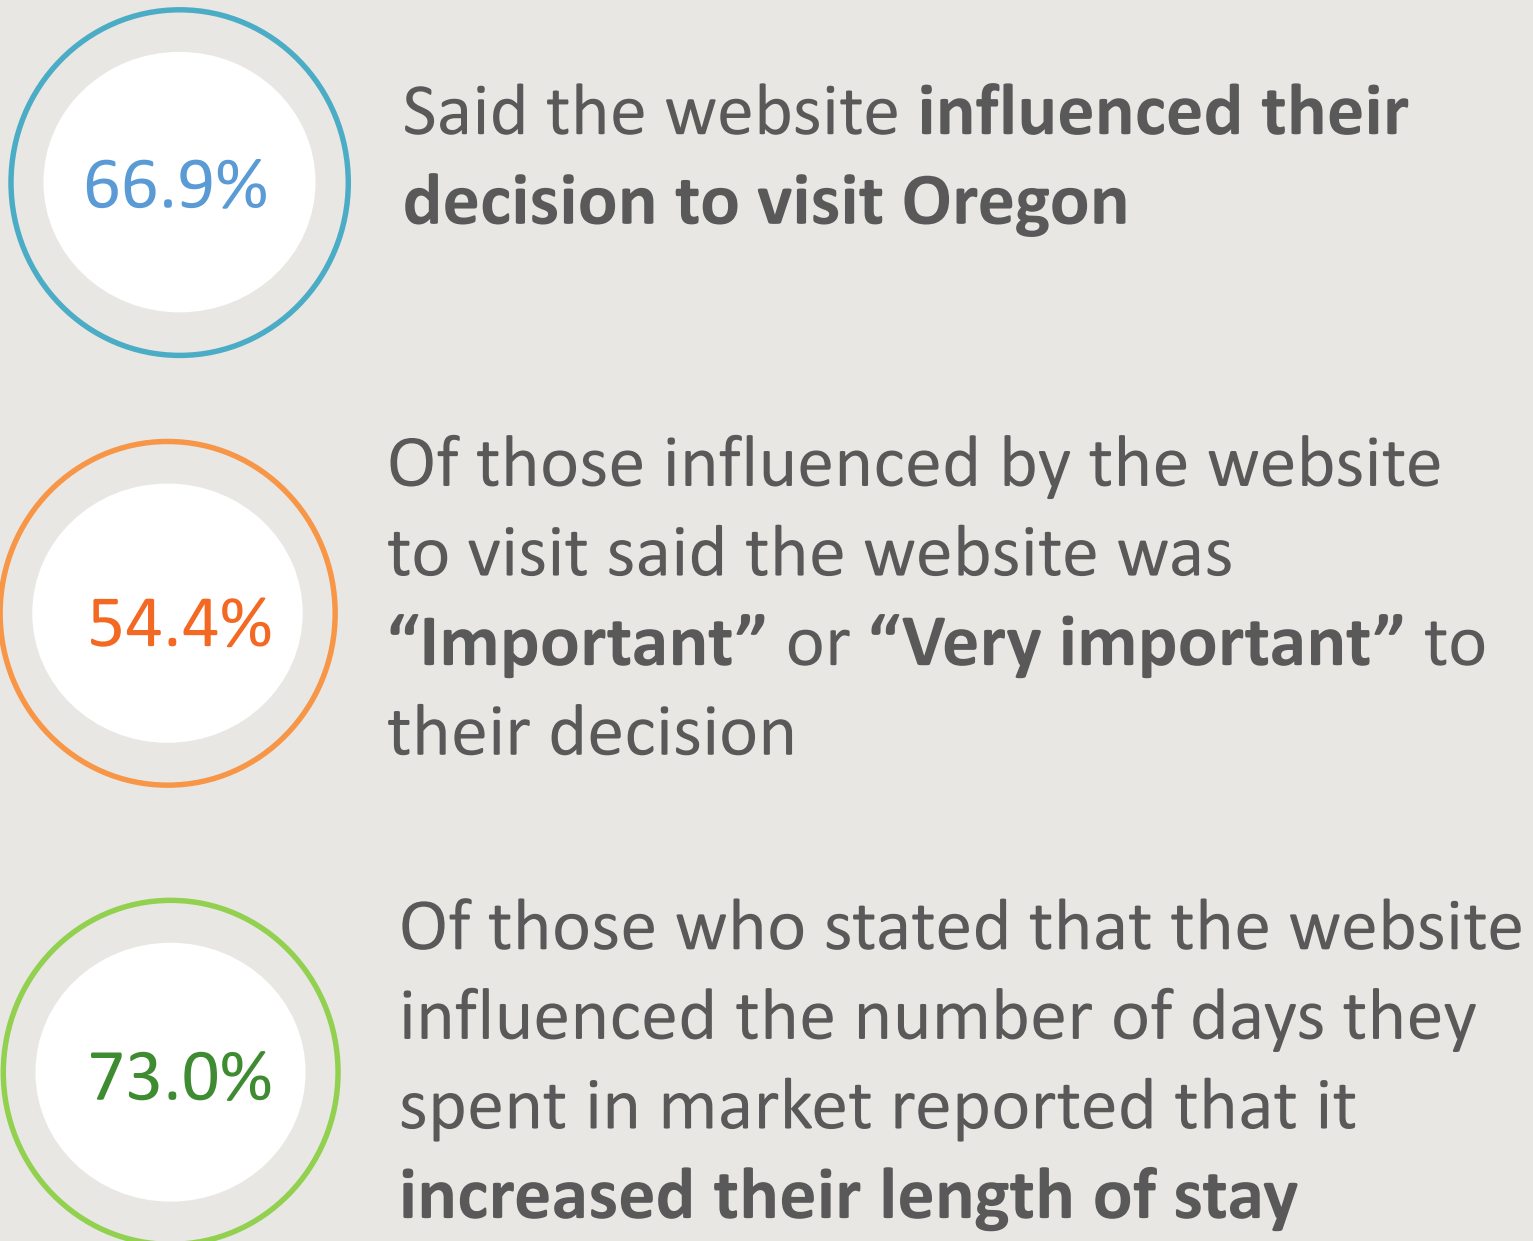 66.9%
Said the website influenced their
decision to visit Oregon
54.4%
Of those influenced by the website
to visit said the website was
“Important” or “Very important” to
their decision
73.0%
Of those who stated that the website
influenced the number of days they
spent in market reported that it
increased their length of stay